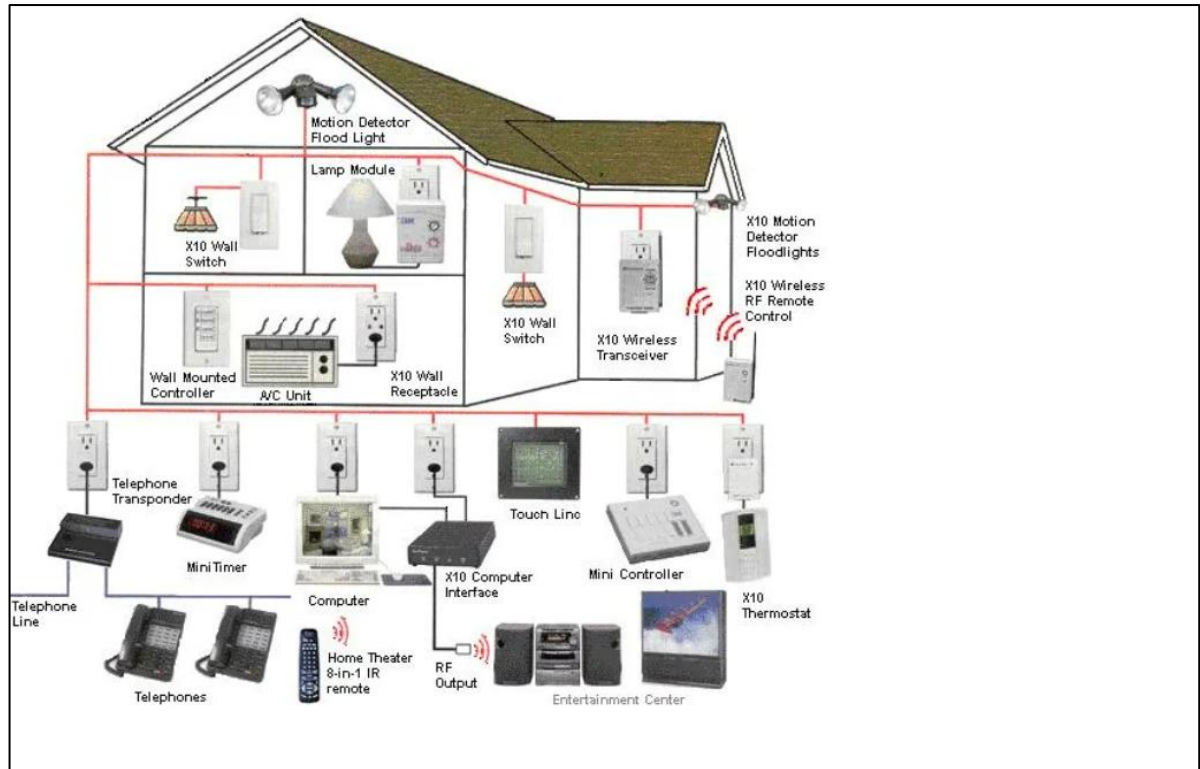 Motion Detector
Flood Light
Lamp Module
X10 Wall
Switch
X10 Motion
Detector
Floodlights
X10 Wireless
RF Remote
Control
X10 Wall
Switch
X10 Wireless
Transceiver
Wall Mounted
Controller
A/C Unit
X10 Wall
Receptacle
Telephone
Transponder
Mini Timer
Computer
X10 Computer
Interface
Touch Linc
Mini Controller
X10
Thermostat
Telephone
Line
Telephones
Home Theater
8-in-1 IR
remote
RF
Output
Entertainment Center